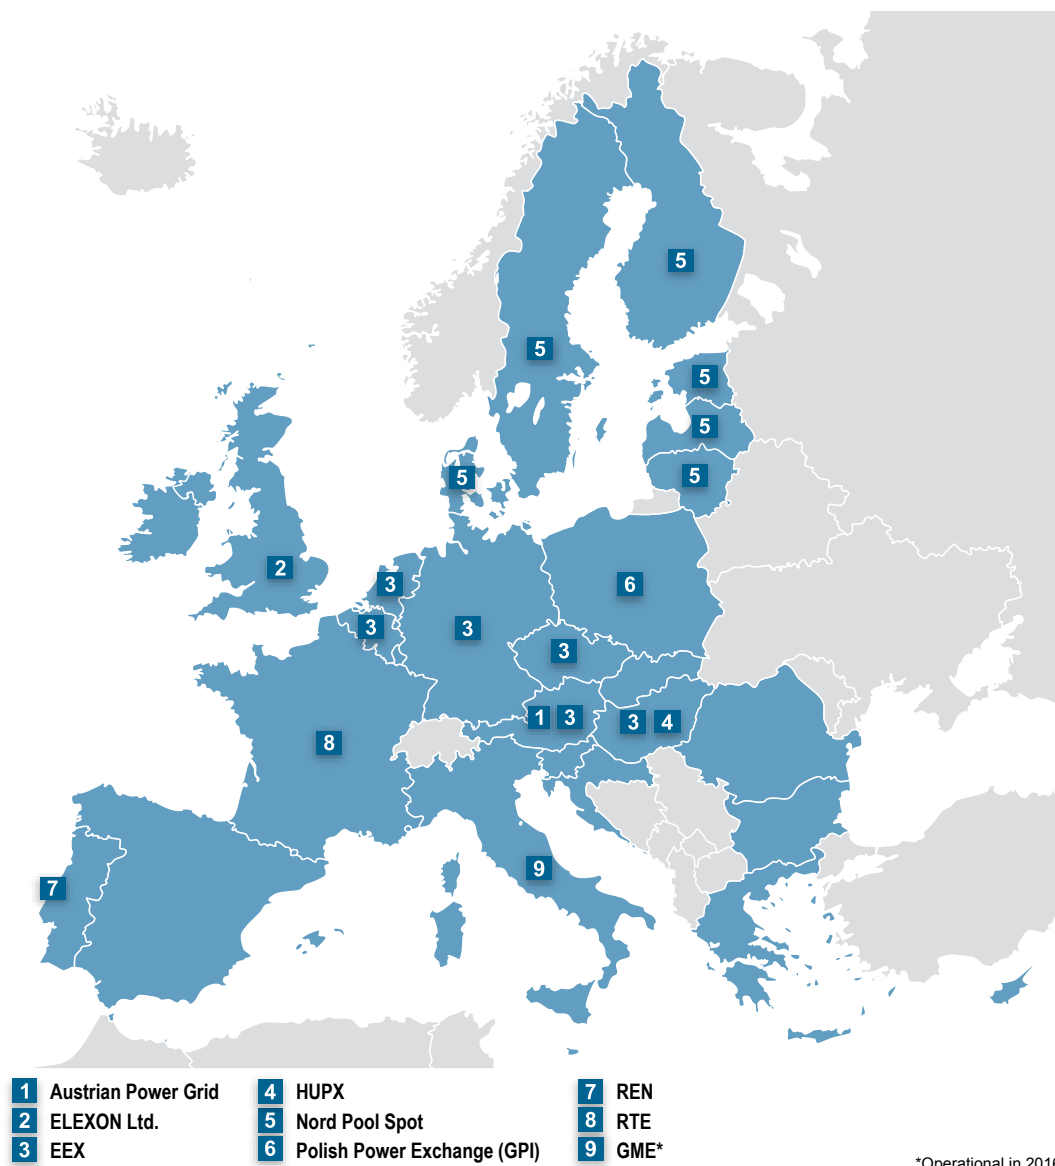 5
5
5
5
5
5
2
3
6
3
3
3
1 3
3 4
8
9
7
1 Austrian Power Grid
2 ELEXON Ltd.
3 EEX
4 HUPX
5 Nord Pool Spot
6 Polish Power Exchange (GPI)
7 REN
8 RTE
9 GME*
*Operational in 2016